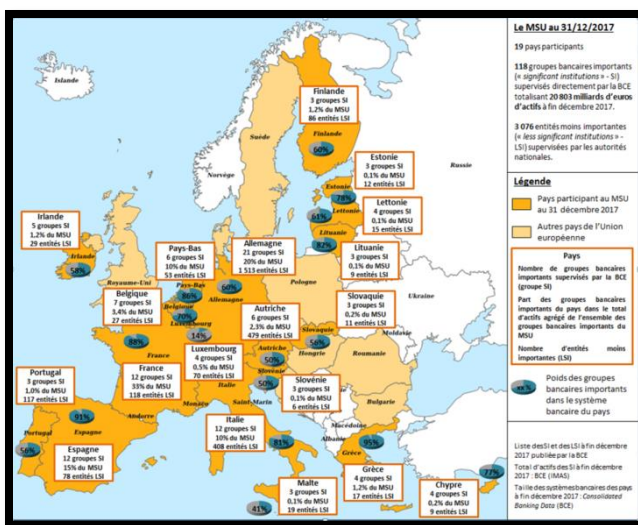 Islande
Finlande
3 groupes SI
1,2% du MSU
86 entités LSI
Finlande
60%
Suède
Norvège
Russie
Estonie
3 groupes SI
0,1% du MSU
12 entités LSI
Estonie
78%
Lettonie
4 groupes SI
0,1% du MSU
15 entités LSI
61%
Lettonie
Lituanie
82%
Lituanie
3 groupes SI
0,1% du MSU
9 entités LSI
Irlande
5 groupes SI
1,2% du MSU
29 entités LSI
Irlande
58%
Royaume-Uni
Pays-Bas
6 groupes SI
10% du MSU
53 entités LSI
Allemagne
21 groupes SI
20% du MSU
1 513 entités LSI
Pays-Bas
86%
60%
Allemagne
Pologne
Belgique
7 groupes SI
3,4% du MSU
27 entités LSI
Belgique
70%
Luxembourg
14%
Autriche
6 groupes SI
2,3% du MSU
479 entités LSI
Slovaquie
3 groupes SI
0,2% du MSU
11 entités LSI
Ukraine
Moldavie
Slovaquie
56%
Hongrie
Autriche
50%
Roumanie
88%
France
Luxembourg
4 groupes SI
0,5% du MSU
70 entités LSI
France
12 groupes SI
33% du MSU
118 entités LSI
Slovénie
50%
Slovénie
3 groupes SI
0,1% du MSU
6 entités LSI
Italie
Monaco
Saint-Marin
Andorre
Bulgarie
Macédoine
Albanie
Portugal
3 groupes SI
1,0% du MSU
117 entités LSI
Portugal
56%
91%
Espagne
Espagne
12 groupes SI
15% du MSU
78 entités LSI
Italie
12 groupes SI
10% du MSU
408 entités LSI
81%
95%
Grèce
Grèce
4 groupes SI
1,2% du MSU
17 entités LSI
Malte
3 groupes SI
0,1% du MSU
19 entités LSI
41%
Chypre
4 groupes SI
0,2% du MSU
9 entités LSI
77%
Le MSU au 31/12/2017
19 pays participants
118 groupes bancaires importants
(« significant institutions » - SI)
supervisés directement par la BCE
totalisant 20 803 milliards d'euros
d'actifs à fin décembre 2017.
3 076 entités moins importantes
(« less significant institutions » -
LSI) supervisées par les autorités
nationales.
Légende
Pays participant au MSU
au 31 décembre 2017
Autres pays de l'Union
européenne
Pays
Nombre de groupes bancaires
importants supervisés par la BCE
(groupe SI)
Part des groupes bancaires
importants du pays dans le total
d'actifs agrégé de l'ensemble des
groupes bancaires importants du
MSU
Nombre d'entités moins
importantes (LSI)
xx%
Poids des groupes
bancaires importants
dans le système
bancaire du pays
Liste des SI et des LSI à fin décembre
2017 publiée par la BCE
Total d'actifs des SI à fin décembre
2017 : BCE (IMAS)
Taille des systèmes bancaires des pays
à fin décembre 2017 : Consolidated
Banking Data (BCE)